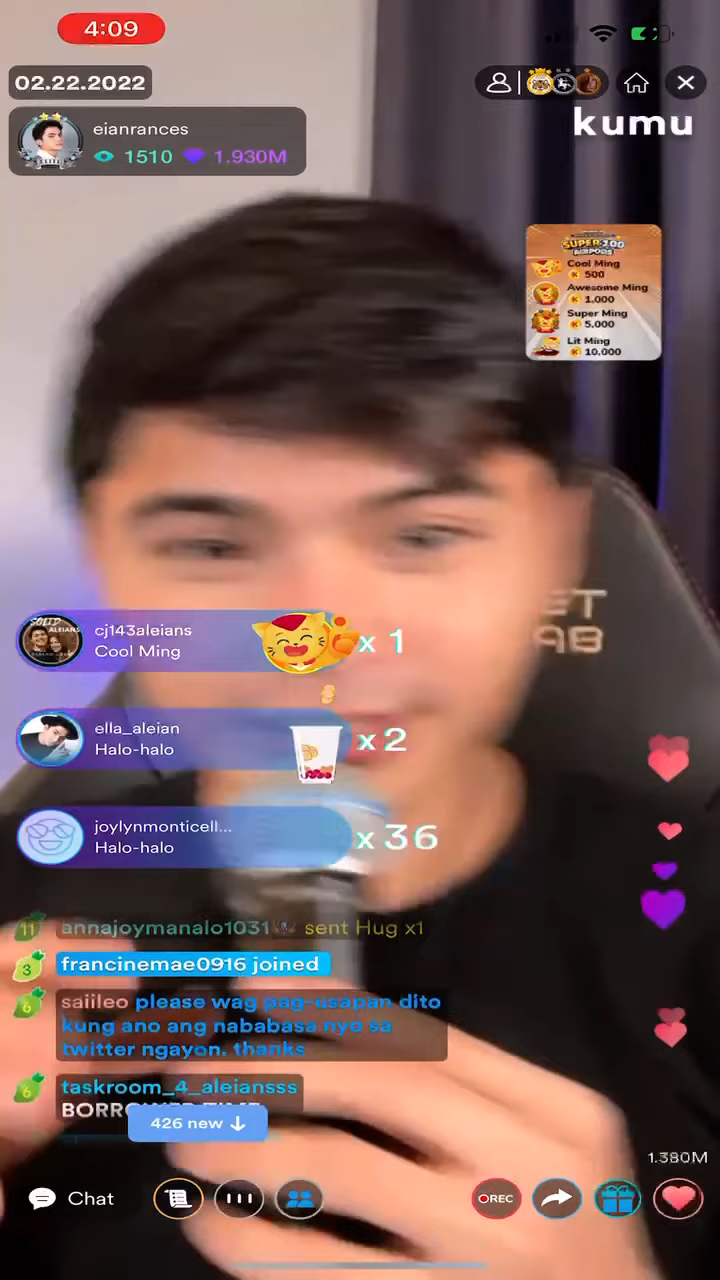 4:09
02.22.2022
kumu
eianrances
1510 1.930M
SUPER 200
AIRPODS
Cool Ming
500
Awesome Ming
1.000
Super Ming
5.000
Lit Ming
10.000
cj143aleians
Cool Ming
x 1
ella_aleian
Halo-halo
x 2
joylynmonticell...
Halo-halo
x 36
11 annajoymanalo1031 sent Hug x1
3 francinemae0916 joined
6 saiileo please wag pag-usapan dito
kung ano ang nababasa nyo sa
twitter ngayon. thanks
6 taskroom_4_aleiansss
426 new
1.380M
Chat
REC